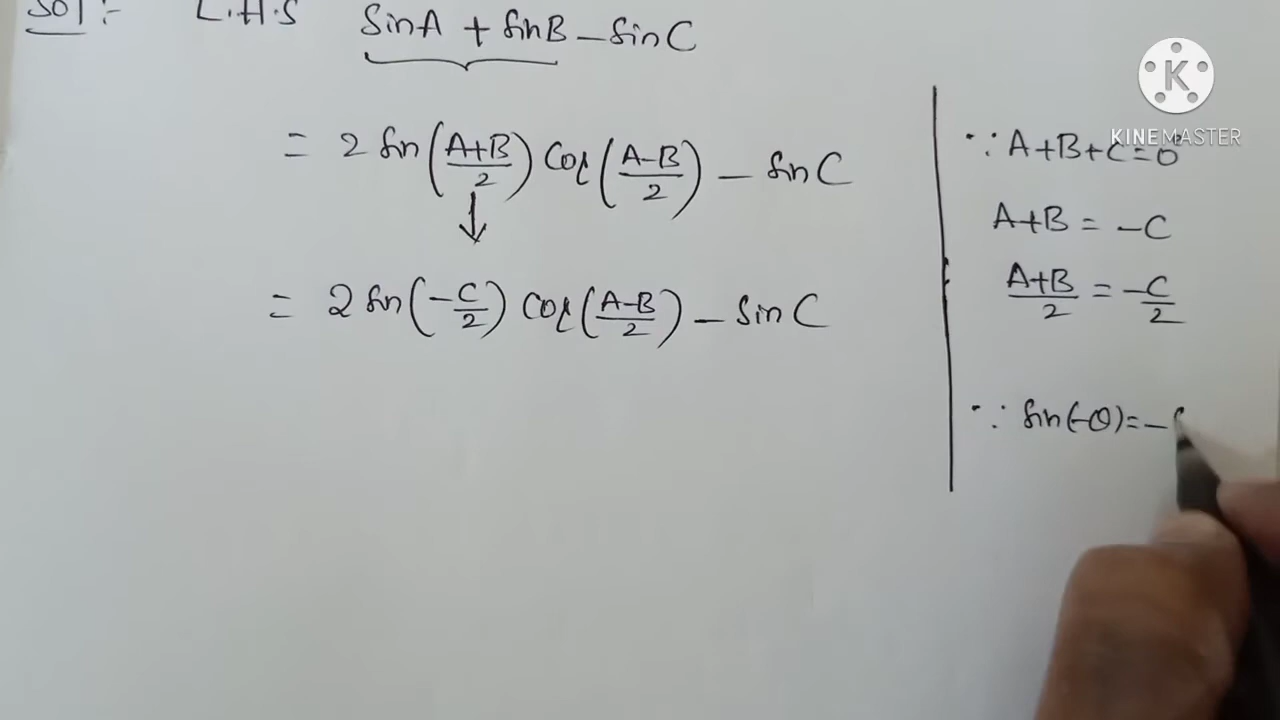 Sol :- L.H.S SinA + SinB - SinC
= 2 Sin(A+B/2) Cos(A-B/2) - SinC
= 2 Sin(-C/2) Cos(A-B/2) - SinC
K
KINEMASTER
∵ A+B+C=0
A+B = -C
A+B/2 = -C/2
∵ Sin(-θ) = -